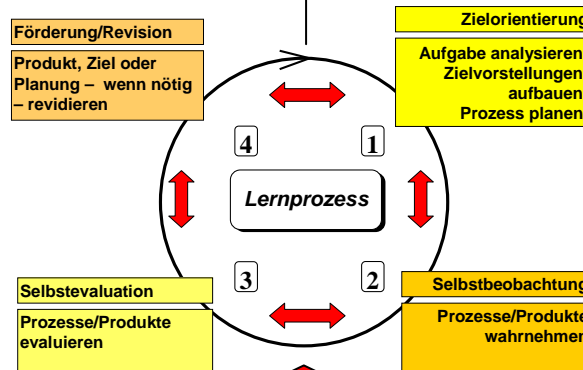 Förderung/Revision
Produkt, Ziel oder
Planung – wenn nötig
– revidieren
Zielorientierung
Aufgabe analysieren
Zielvorstellungen
aufbauen
Prozess planen
4
1
Lernprozess
3
2
Selbstevaluation
Prozesse/Produkte
evaluieren
Selbstbeobachtung
Prozesse/Produkte
wahrnehmen